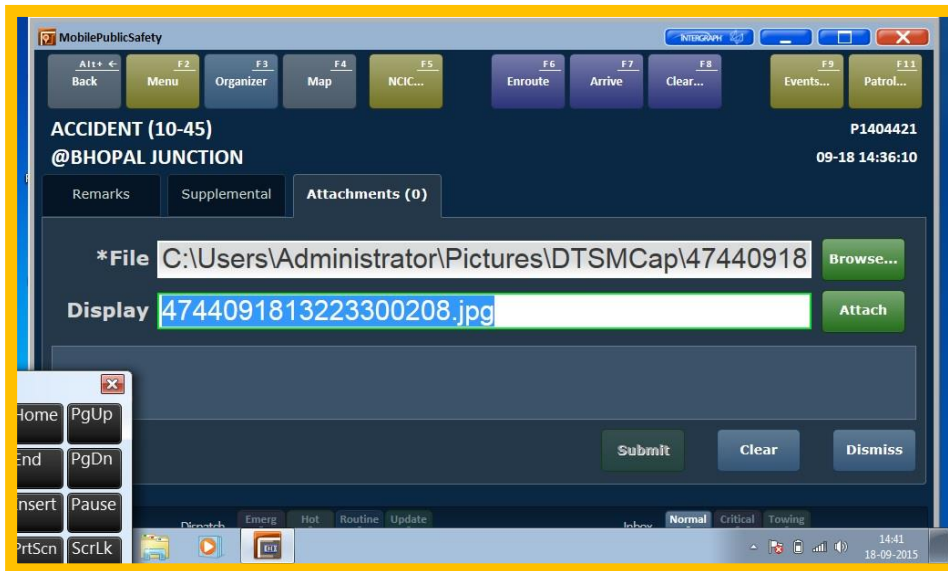 MobilePublicSafety INTERGRAPH
Alt+ ← F2 F3 F4 F5 F6 F7 F8 F9 F11
Back Menu Organizer Map NCIC... Enroute Arrive Clear... Events... Patrol...
ACCIDENT (10-45) P1404421
@BHOPAL JUNCTION 09-18 14:36:10
Remarks Supplemental Attachments (0)
*File C:\Users\Administrator\Pictures\DTSMCap\47440918 Browse...
Display 4744091813223300208.jpg Attach
Home PgUp
End PgDn
Submit Clear Dismiss
Insert Pause
Dispatch Emerg Hot Routine Update Inbox Normal Critical Towing
PrtScn ScrLk
14:41
18-09-2015